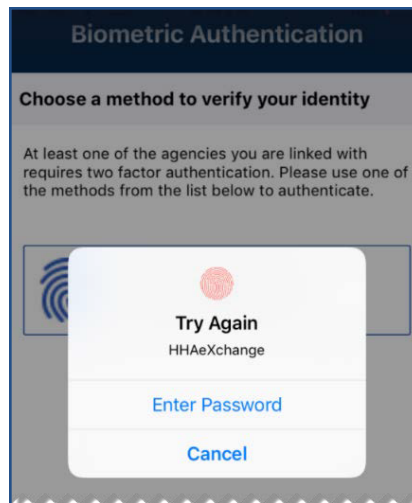 Biometric Authentication
Choose a method to verify your identity
At least one of the agencies you are linked with
requires two factor authentication. Please use one of
the methods from the list below to authenticate.
Try Again
HHAeXchange
Enter Password
Cancel